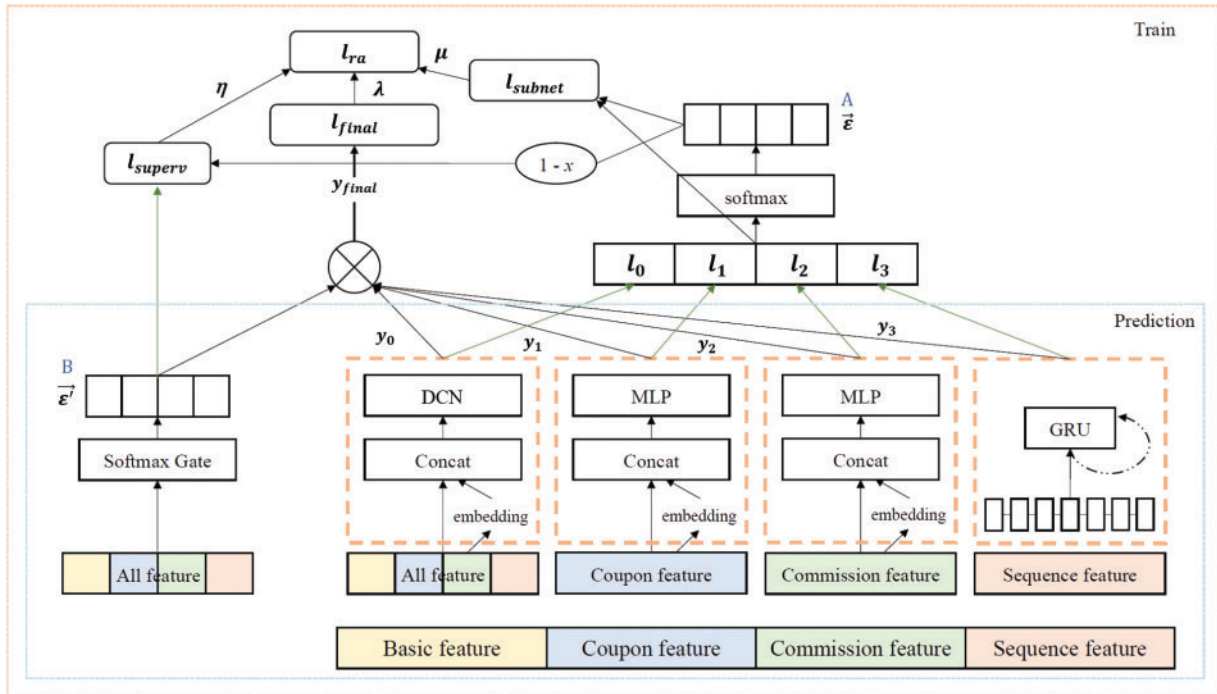 Train
l_ra
μ
l_subnet
η
λ
A
l_final
ε⃗
l_superv
1 - x
y_final
softmax
l_0 l_1 l_2 l_3
Prediction
y_0 y_1 y_2 y_3
B
ε'⃗
DCN MLP MLP
GRU
Softmax Gate Concat Concat Concat
embedding embedding embedding
All feature All feature Coupon feature Commission feature Sequence feature
Basic feature Coupon feature Commission feature Sequence feature